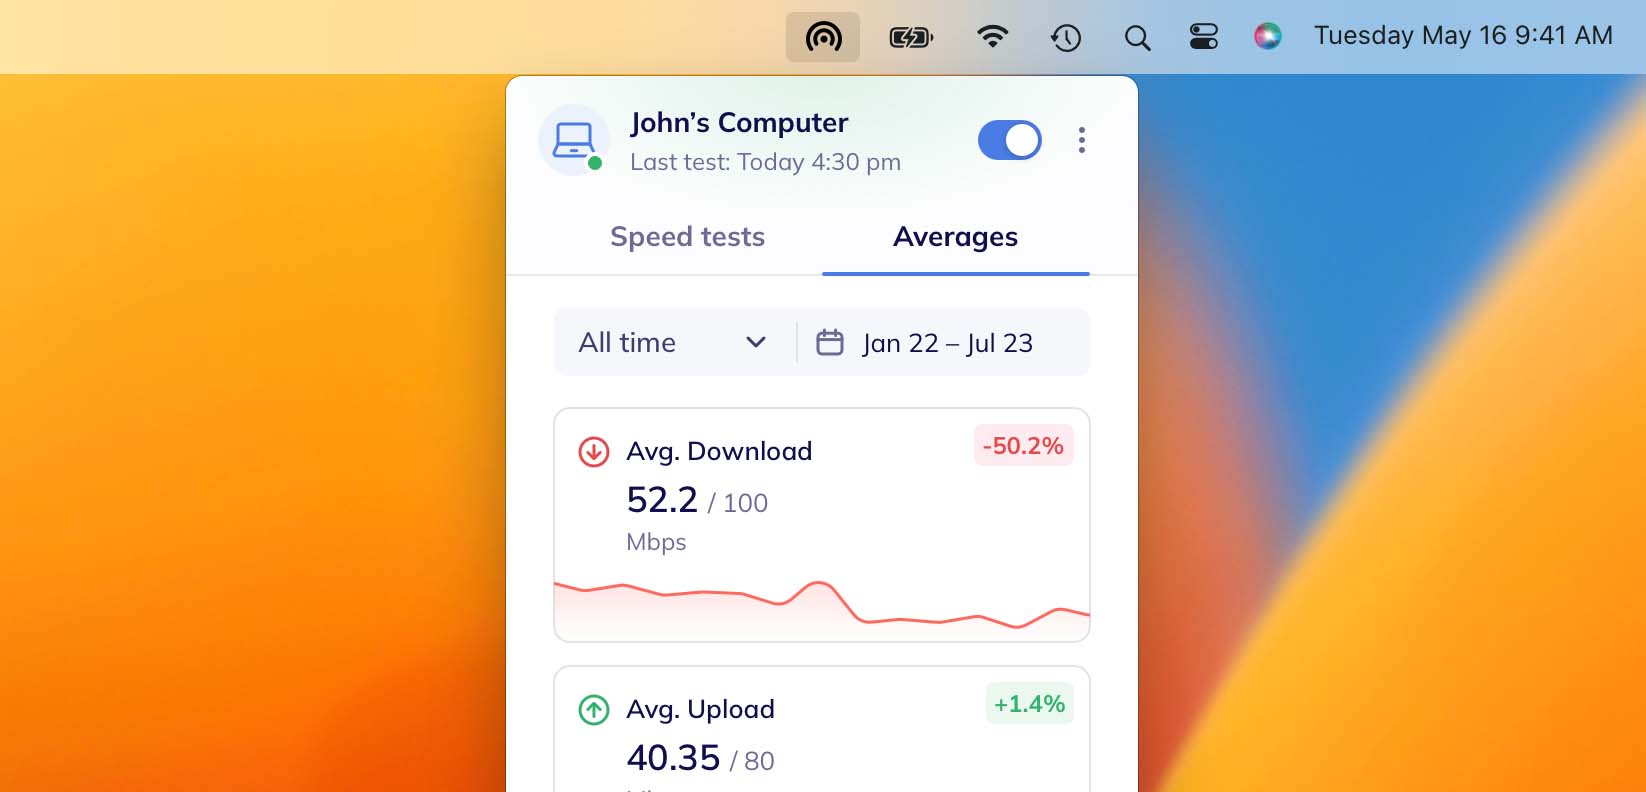 Tuesday May 16 9:41 AM
John’s Computer
Last test: Today 4:30 pm
Speed tests Averages
All time Jan 22 – Jul 23
Avg. Download -50.2%
52.2 / 100
Mbps
Avg. Upload +1.4%
40.35 / 80